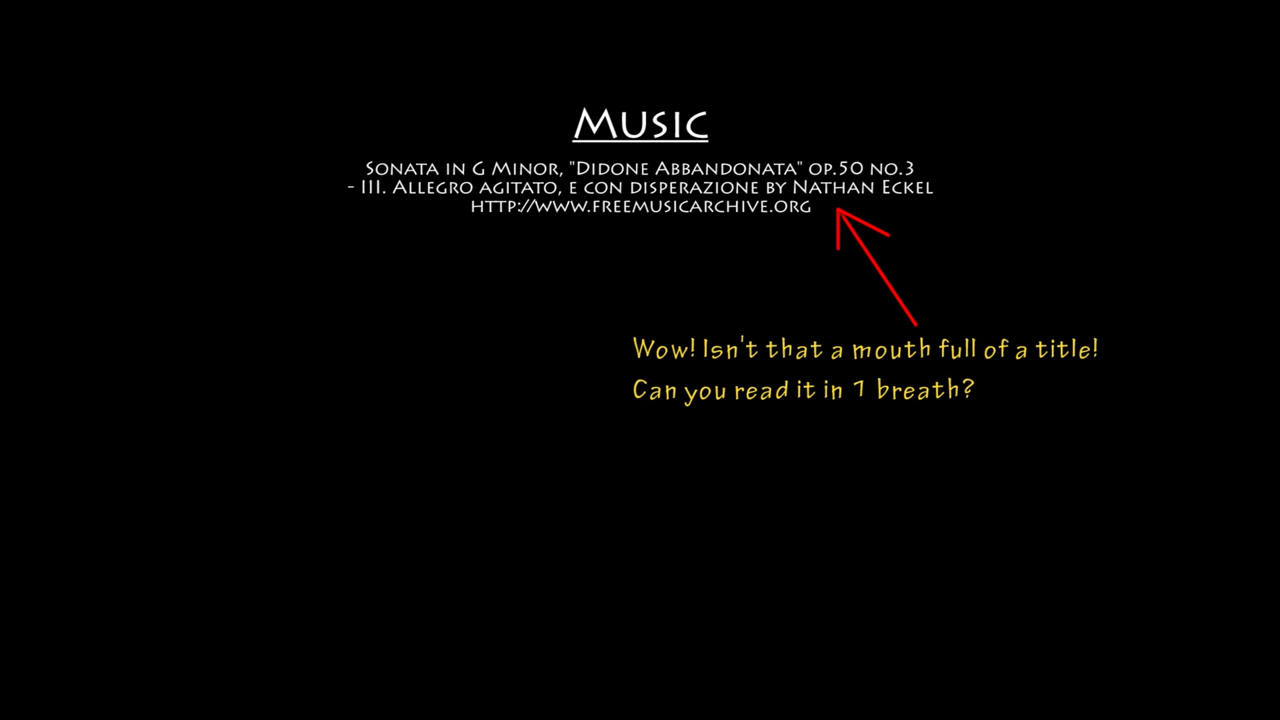 Music
Sonata in G Minor, "Didone Abbandonata" op.50 no.3
- III. Allegro agitato, e con disperazione by Nathan Eckel
http://www.freemusicarchive.org
Wow! Isn't that a mouth full of a title!
Can you read it in 1 breath?